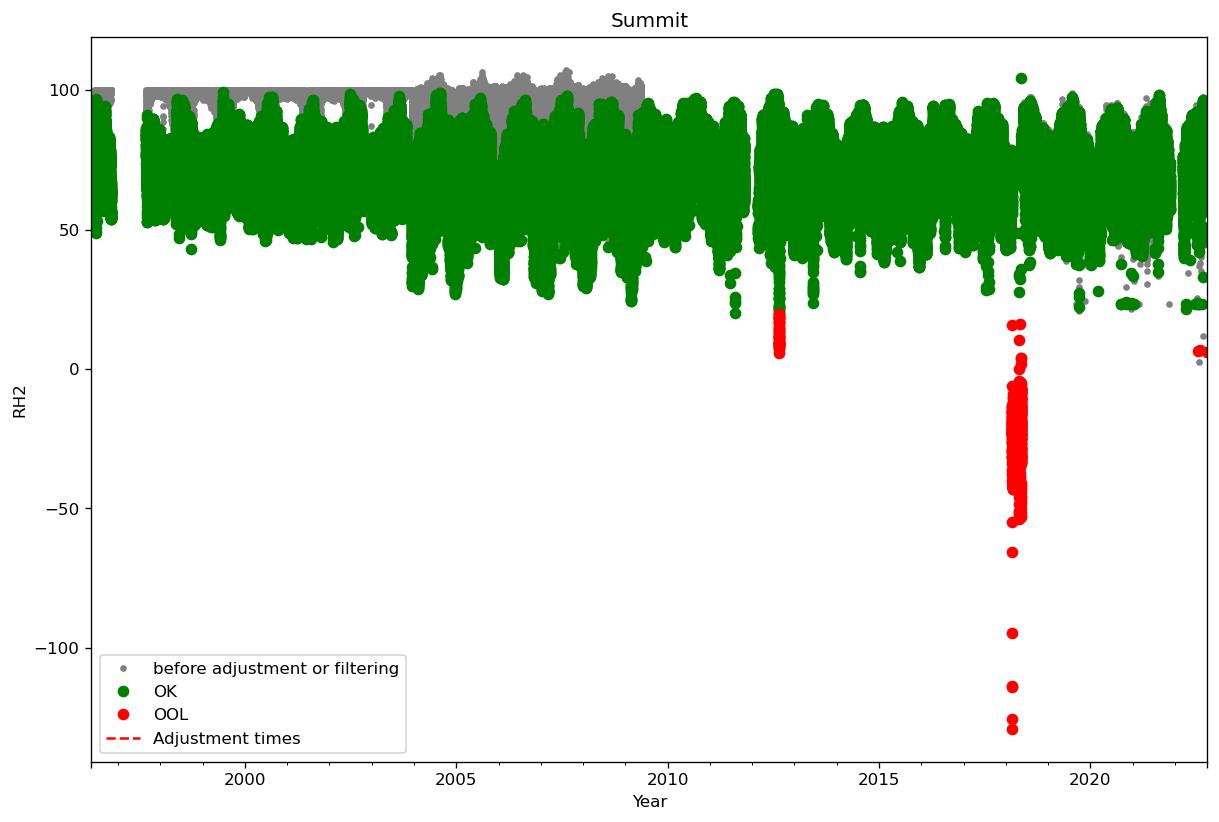 Summit
100
50
0
−50
−100
RH2
before adjustment or filtering
OK
OOL
Adjustment times
2000
2005
2010
2015
2020
Year